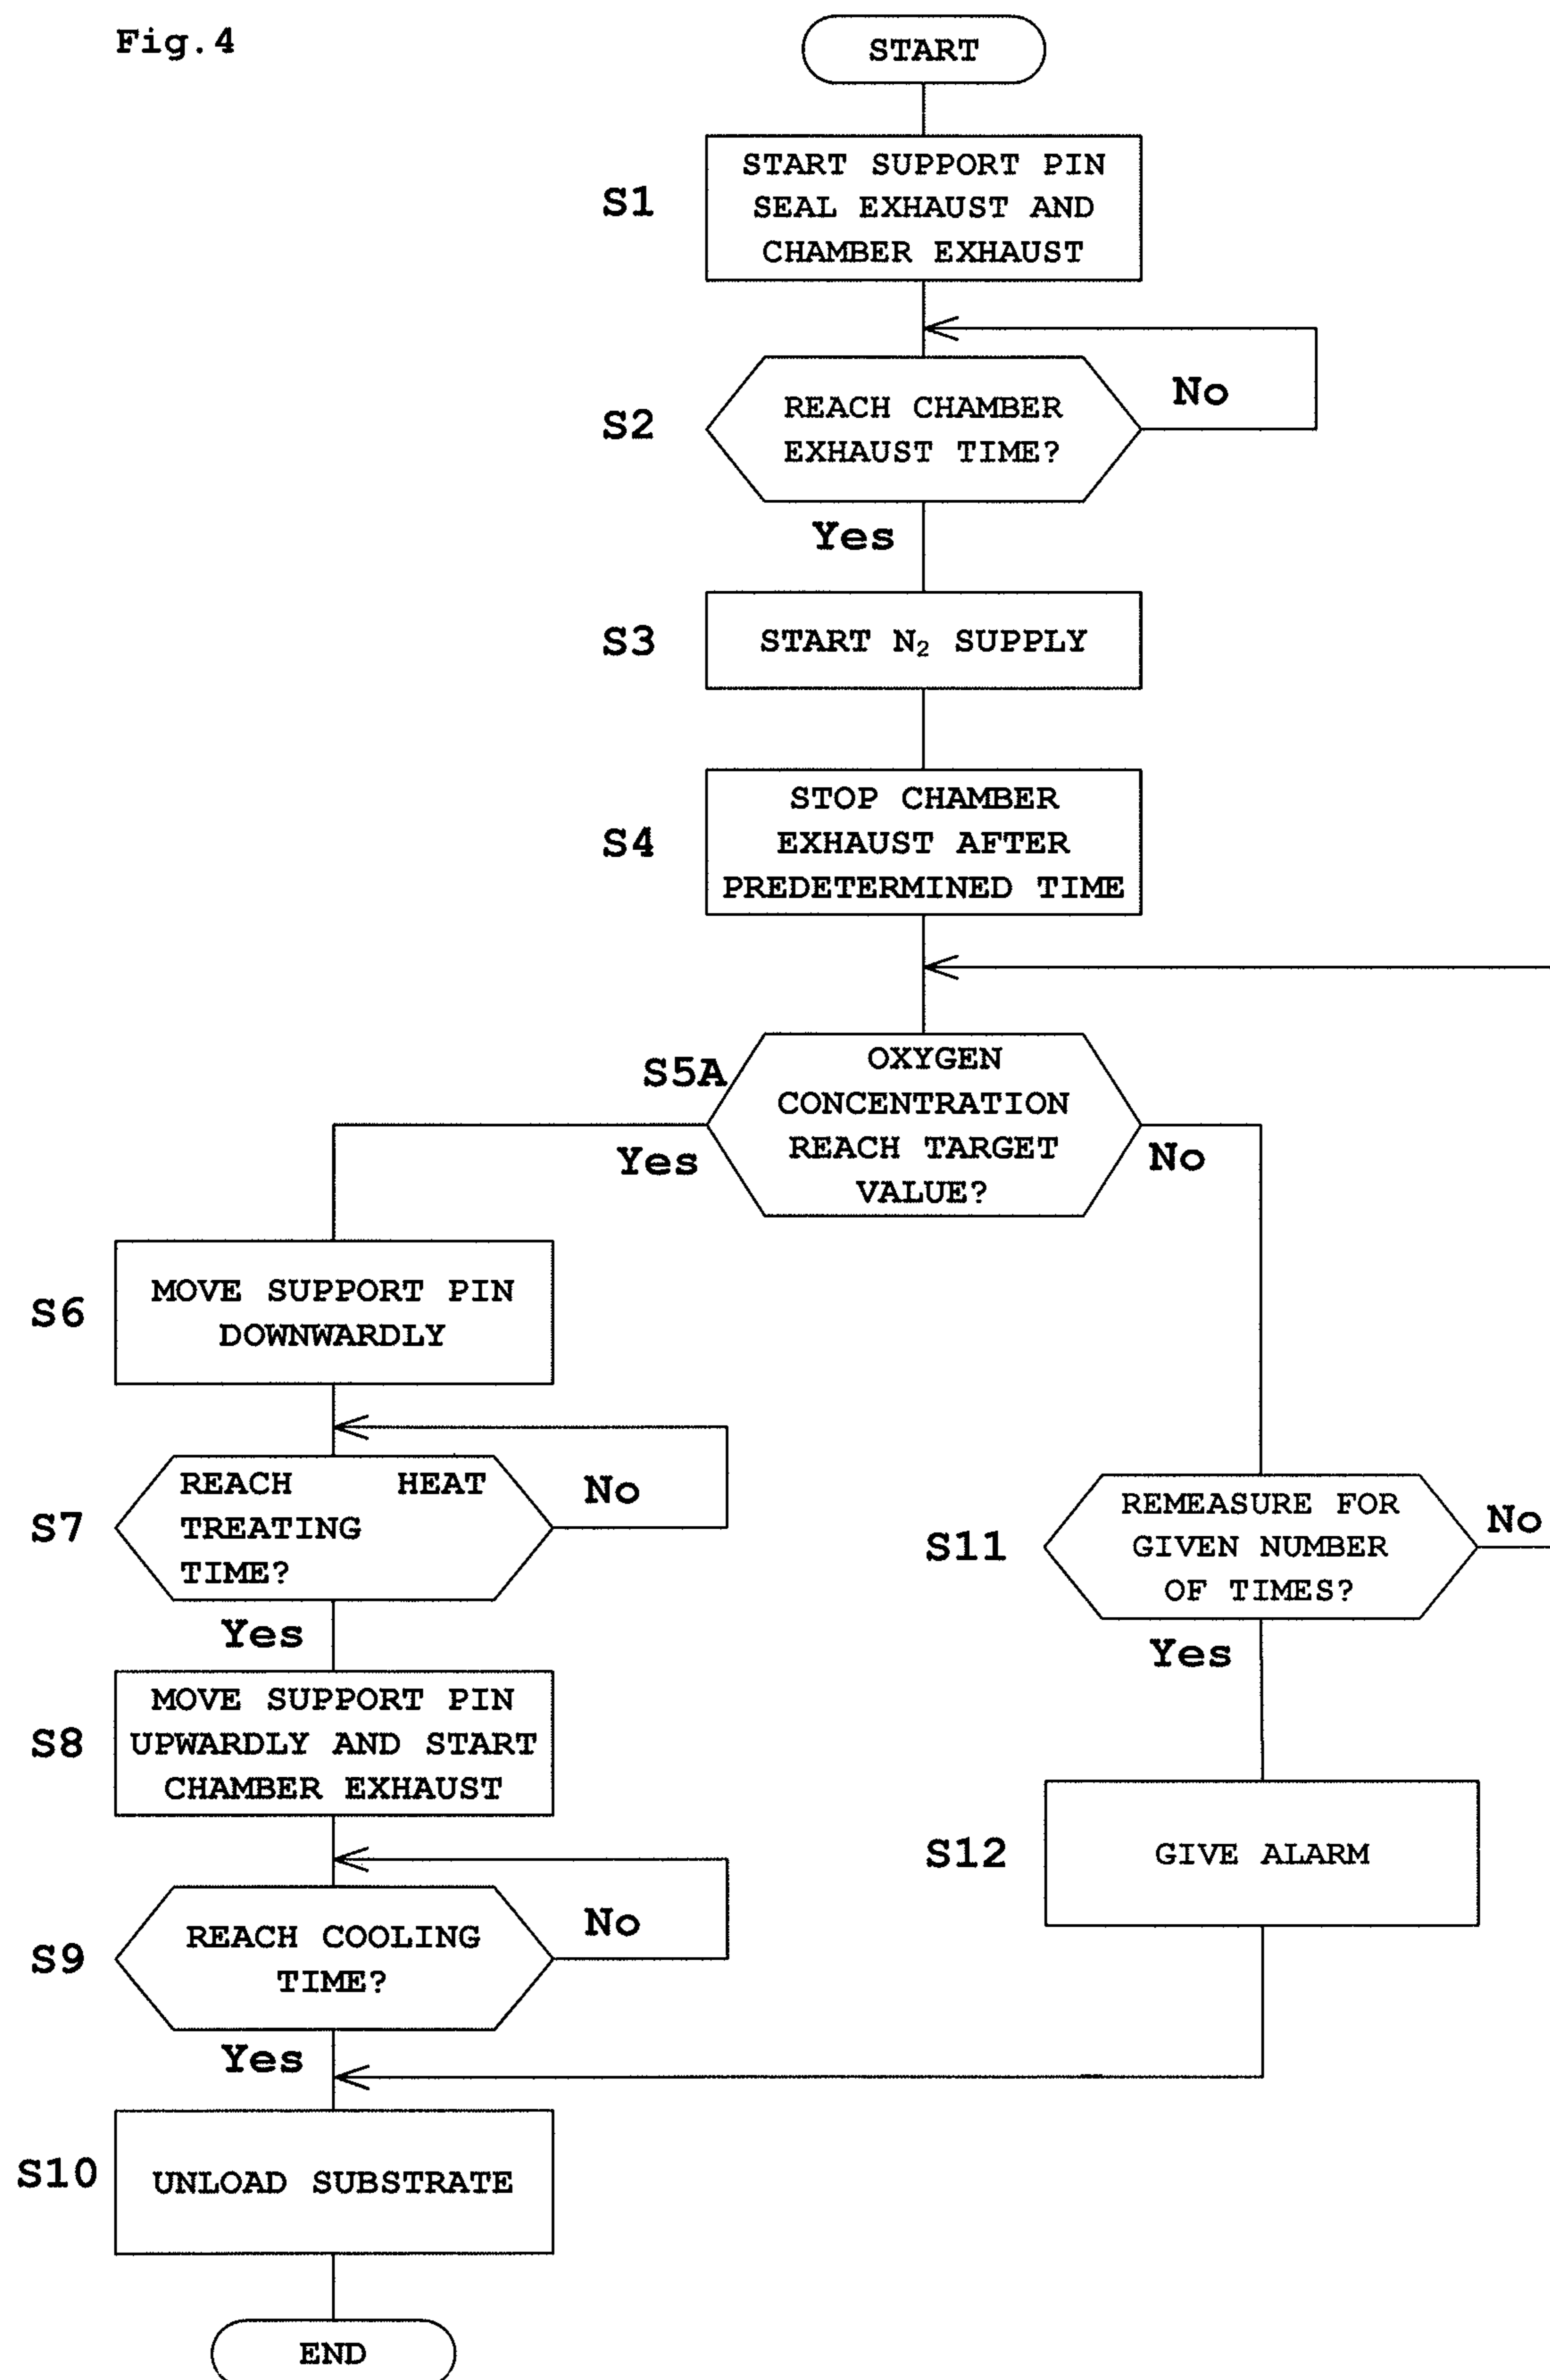 Fig.4
START
S1
START SUPPORT PIN
SEAL EXHAUST AND
CHAMBER EXHAUST
S2
REACH CHAMBER
EXHAUST TIME?
No
Yes
S3
START N₂ SUPPLY
S4
STOP CHAMBER
EXHAUST AFTER
PREDETERMINED TIME
S5A
OXYGEN
CONCENTRATION
REACH TARGET
VALUE?
Yes
No
S6
MOVE SUPPORT PIN
DOWNWARDLY
S7
REACH HEAT
TREATING
TIME?
No
Yes
S8
MOVE SUPPORT PIN
UPWARDLY AND START
CHAMBER EXHAUST
S9
REACH COOLING
TIME?
No
Yes
S11
REMEASURE FOR
GIVEN NUMBER
OF TIMES?
No
Yes
S12
GIVE ALARM
S10
UNLOAD SUBSTRATE
END